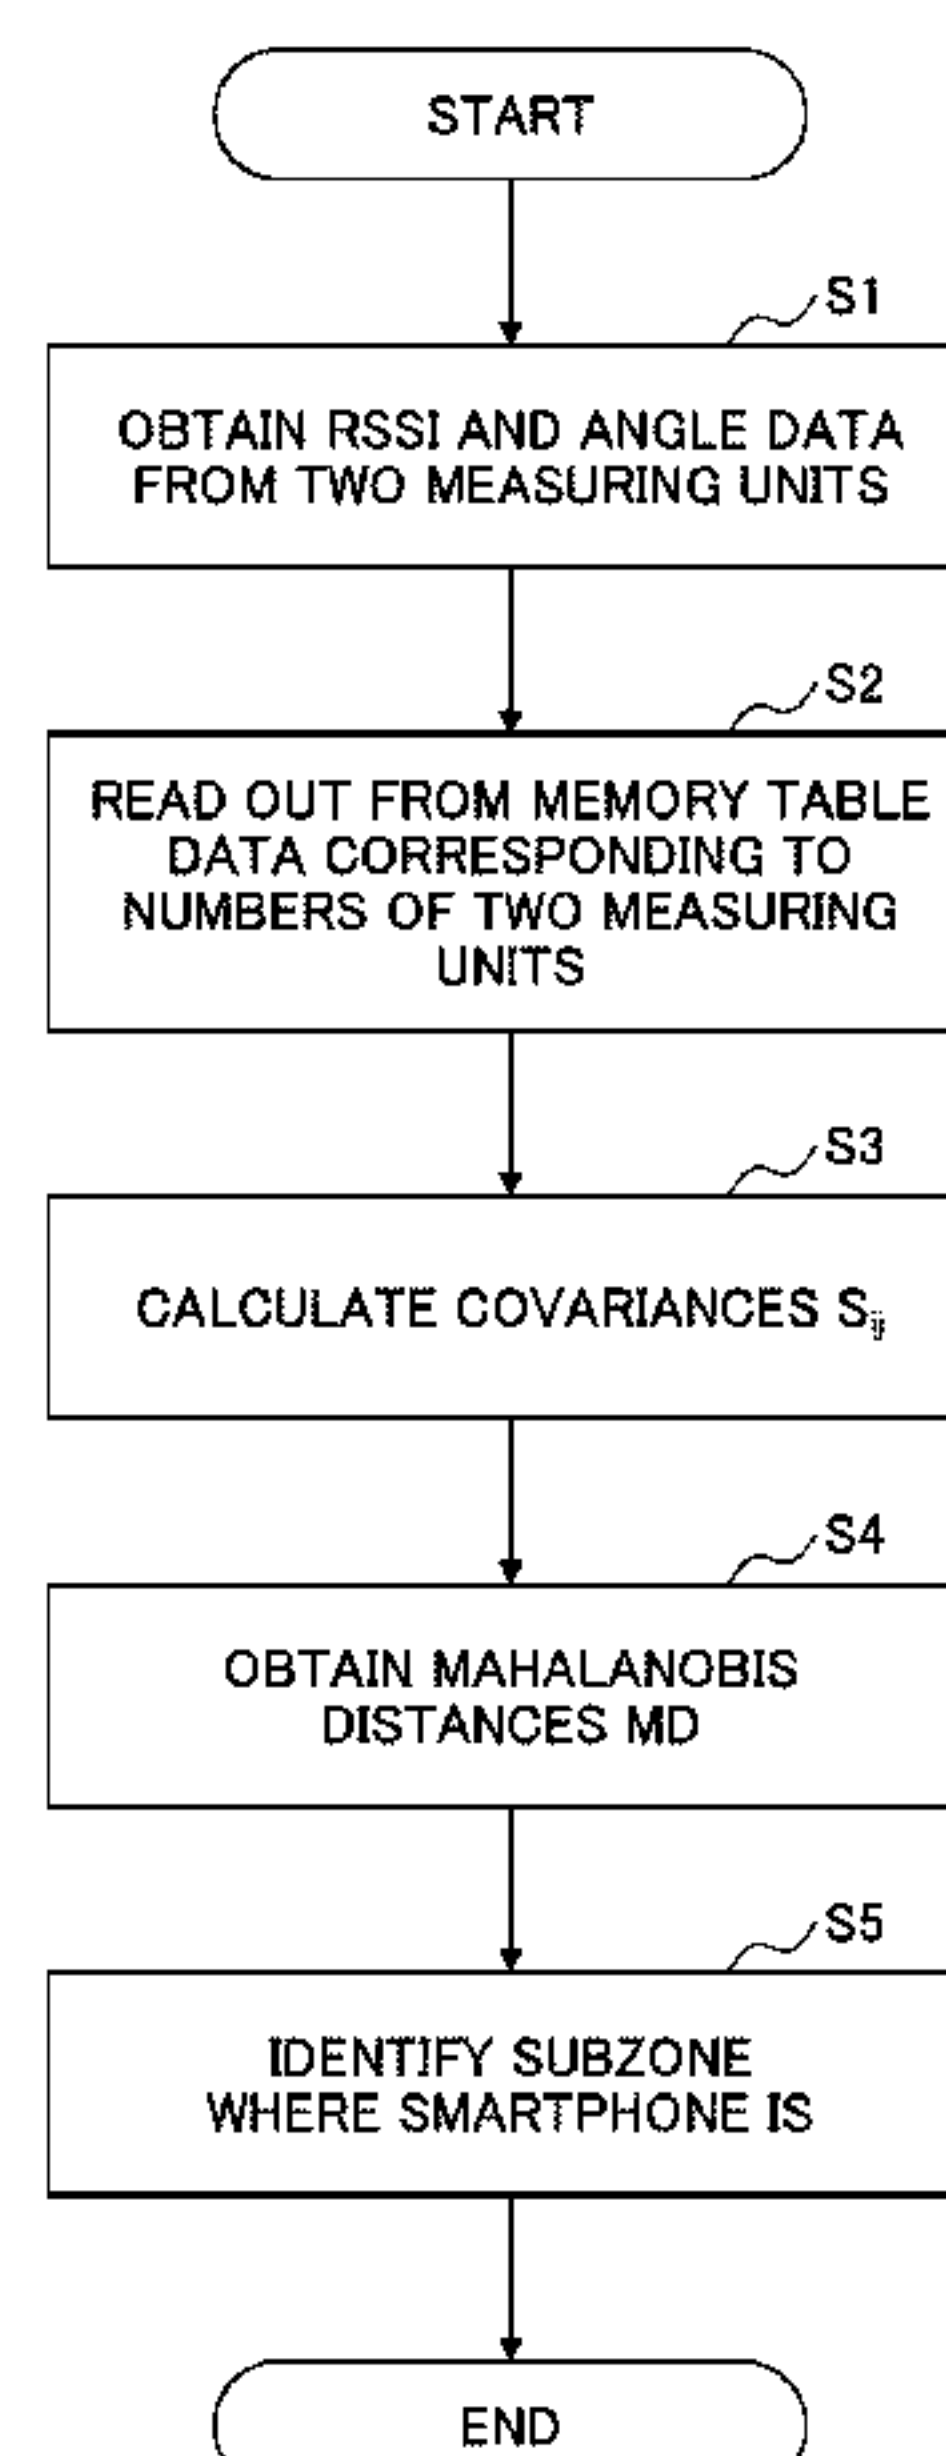 START
S1
OBTAIN RSSI AND ANGLE DATA
FROM TWO MEASURING UNITS
S2
READ OUT FROM MEMORY TABLE
DATA CORRESPONDING TO
NUMBERS OF TWO MEASURING
UNITS
S3
CALCULATE COVARIANCES Sij
S4
OBTAIN MAHALANOBIS
DISTANCES MD
S5
IDENTIFY SUBZONE
WHERE SMARTPHONE IS
END